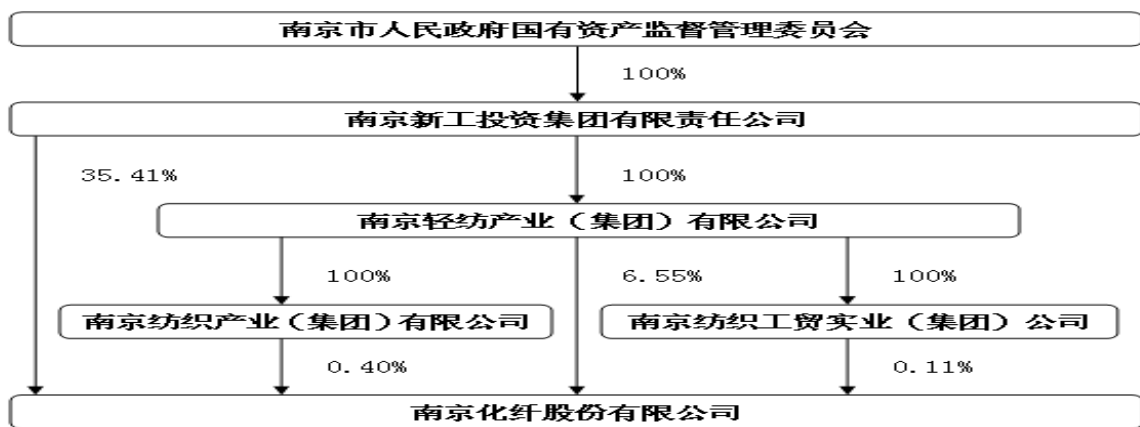 南京市人民政府国有资产监督管理委员会
100%
南京新工投资集团有限责任公司
35.41%
100%
南京轻纺产业（集团）有限公司
100%
6.55%
100%
南京纺织产业（集团）有限公司
南京纺织工贸实业（集团）公司
0.40%
0.11%
南京化纤股份有限公司